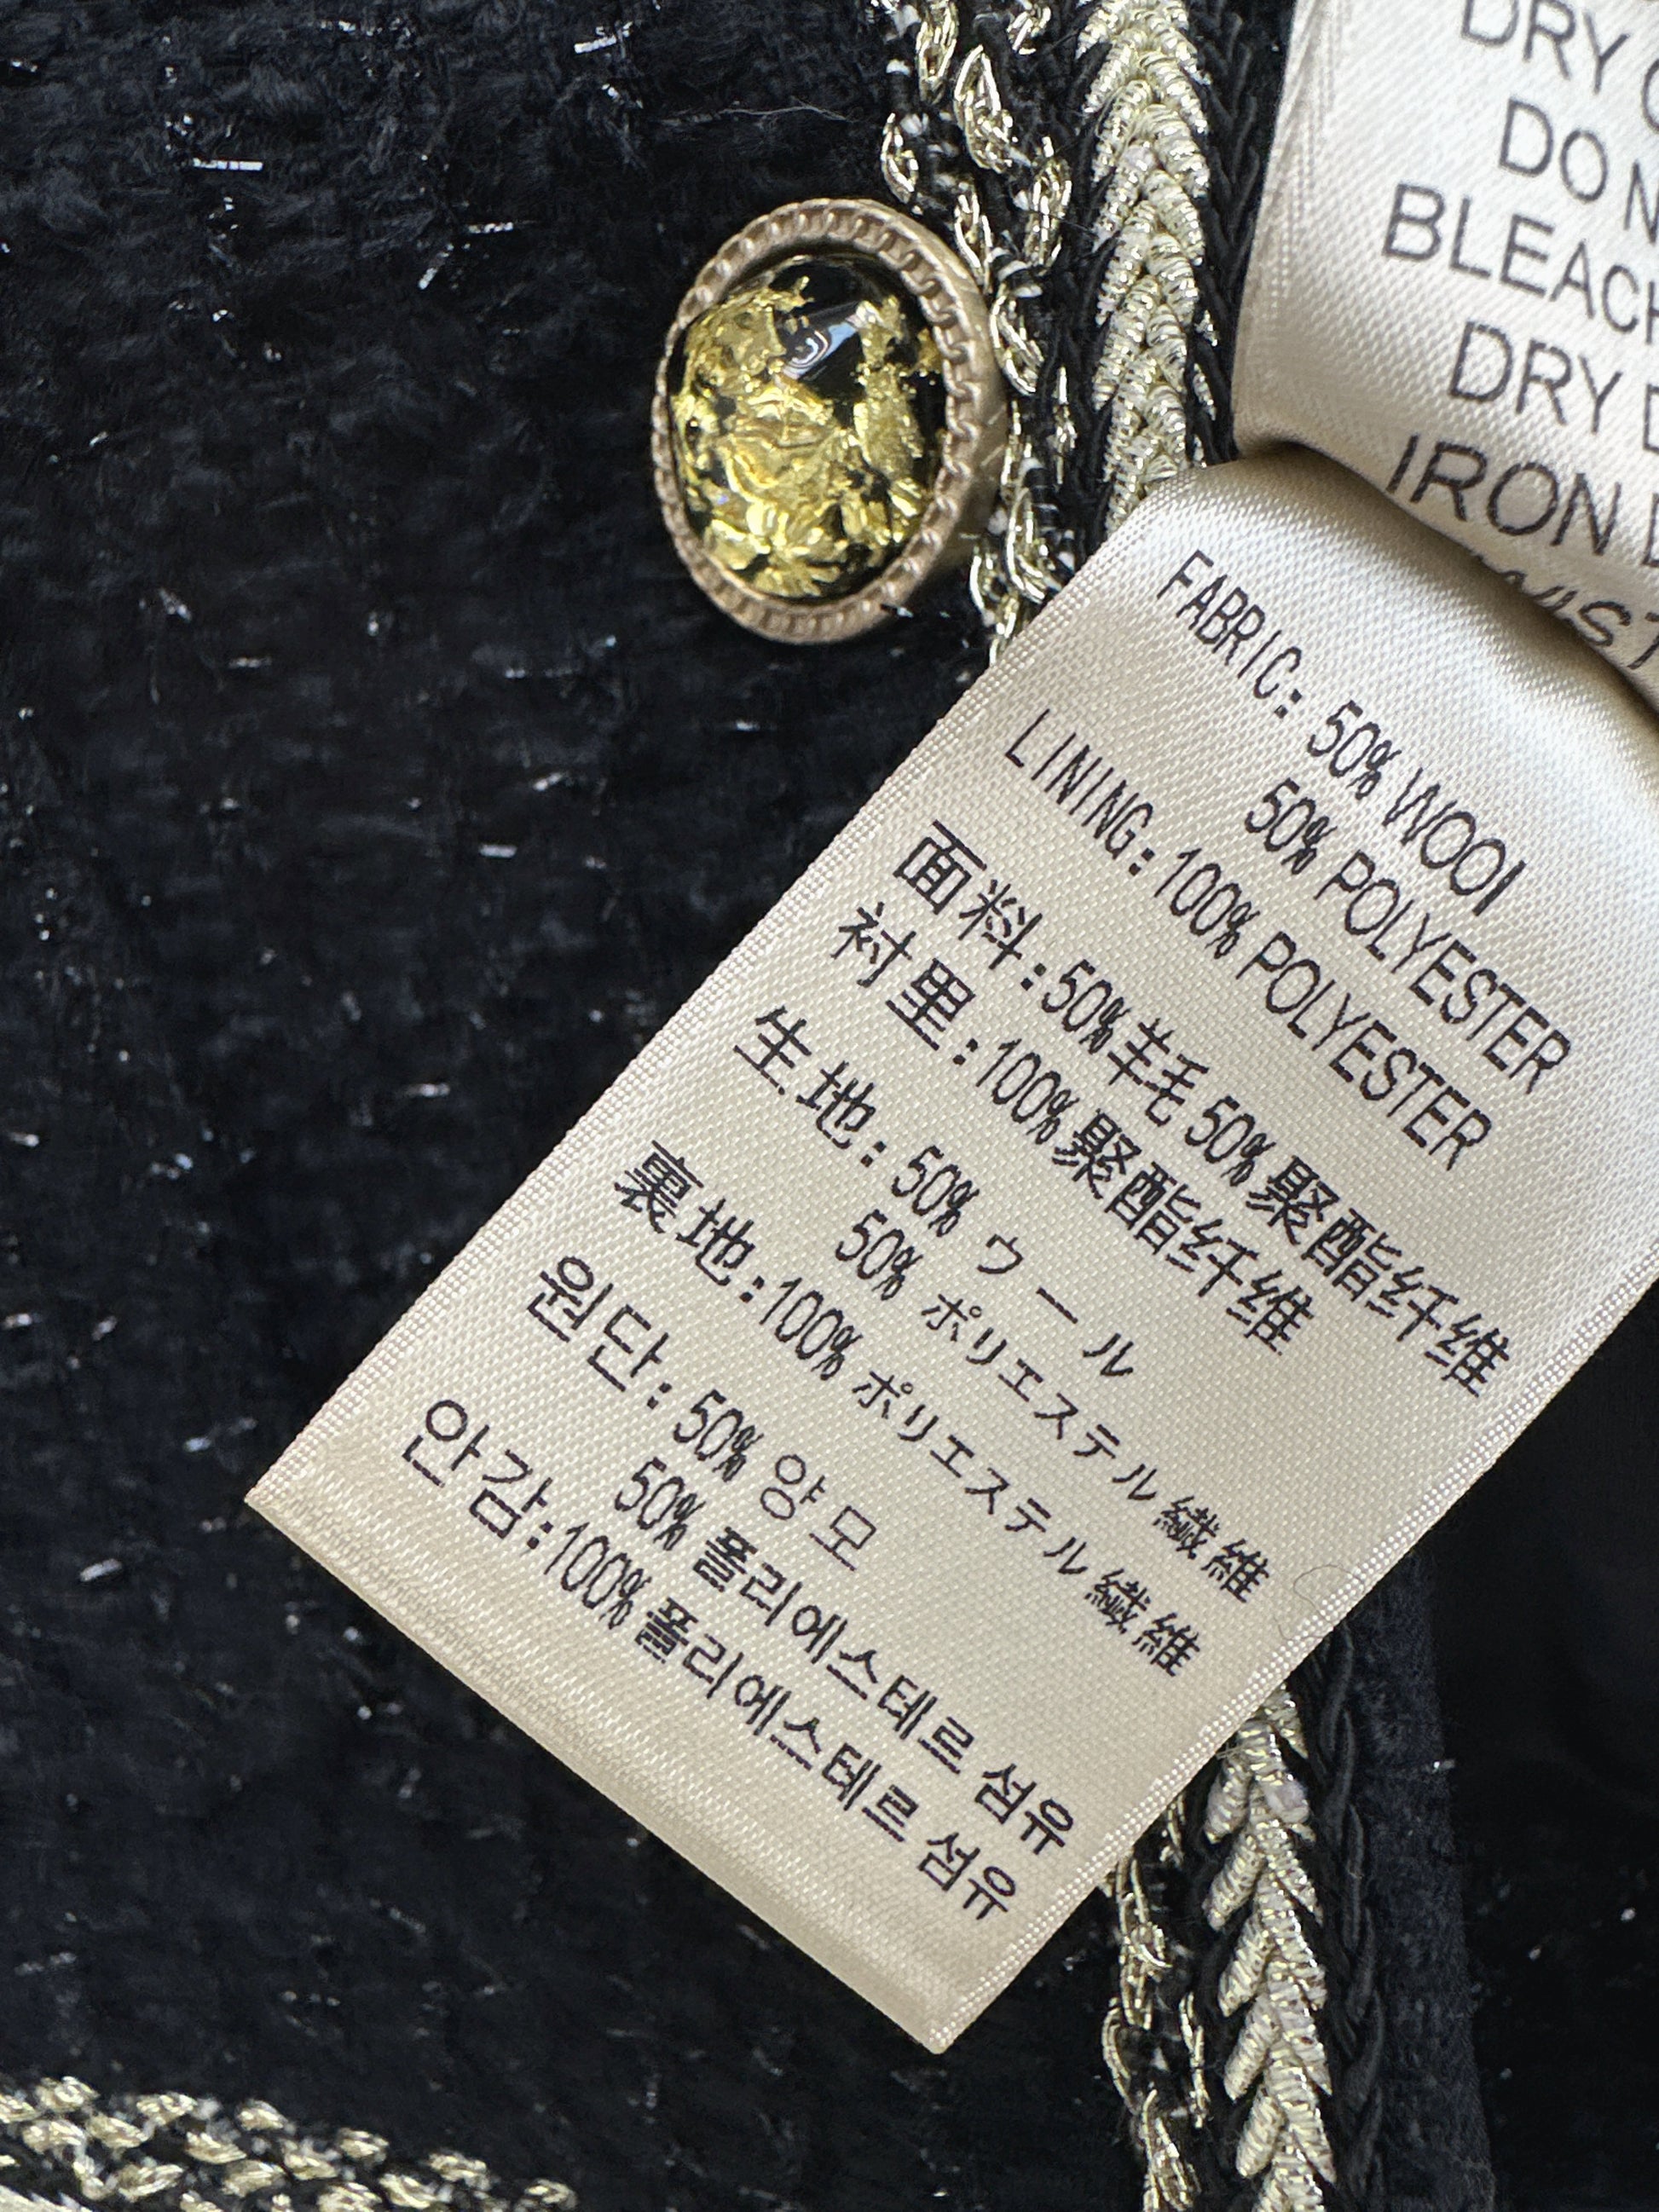 DRY
DO
BLEACH
DRY
IRON
FABRIC: 50% WOOl
50% POLYESTER
LINING: 100% POLYESTER
面料:50%羊毛 50%聚酯纤维
衬里:100%聚酯纤维
生地: 50% ウール
50% ポリエステル繊維
裏地:100% ポリエステル繊維
원단: 50% 양모
50% 폴리에스테르 섬유
안감:100% 폴리에스테르 섬유